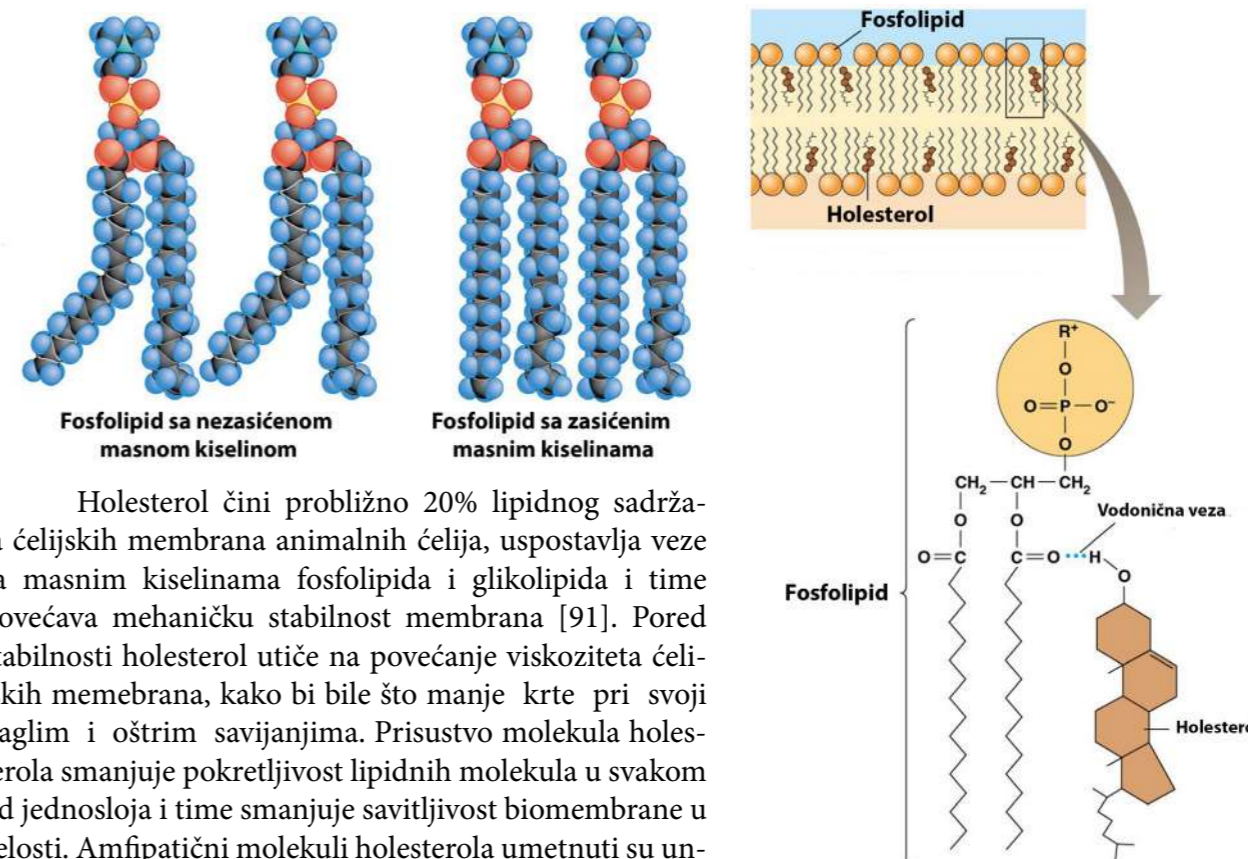 Fosfolipid
Holesterol
Fosfolipid sa nezasićenom
masnom kiselinom
Fosfolipid sa zasićenim
masnim kiselinama
Holesterol čini probližno 20% lipidnog sadrža-
a ćelijskih membrana animalnih ćelija, uspostavlja veze
a masnim kiselinama fosfolipida i glikolipida i time
ovećava mehaničku stabilnost membrana [91]. Pored
tabilnosti holesterol utiče na povećanje viskoziteta ćeli-
skih memebrana, kako bi bile što manje krte pri svoji
aglim i oštrim savijanjima. Prisustvo molekula holes-
erola smanjuje pokretljivost lipidnih molekula u svakom
d jednosloja i time smanjuje savitljivost biomembrane u
elosti. Amfipatični molekuli holesterola umetnuti su un-
R⁺
O
O=P—O⁻
O
CH₂—CH—CH₂
Vodonična veza
O O
O=C C=O H
O
Fosfolipid
Holestero